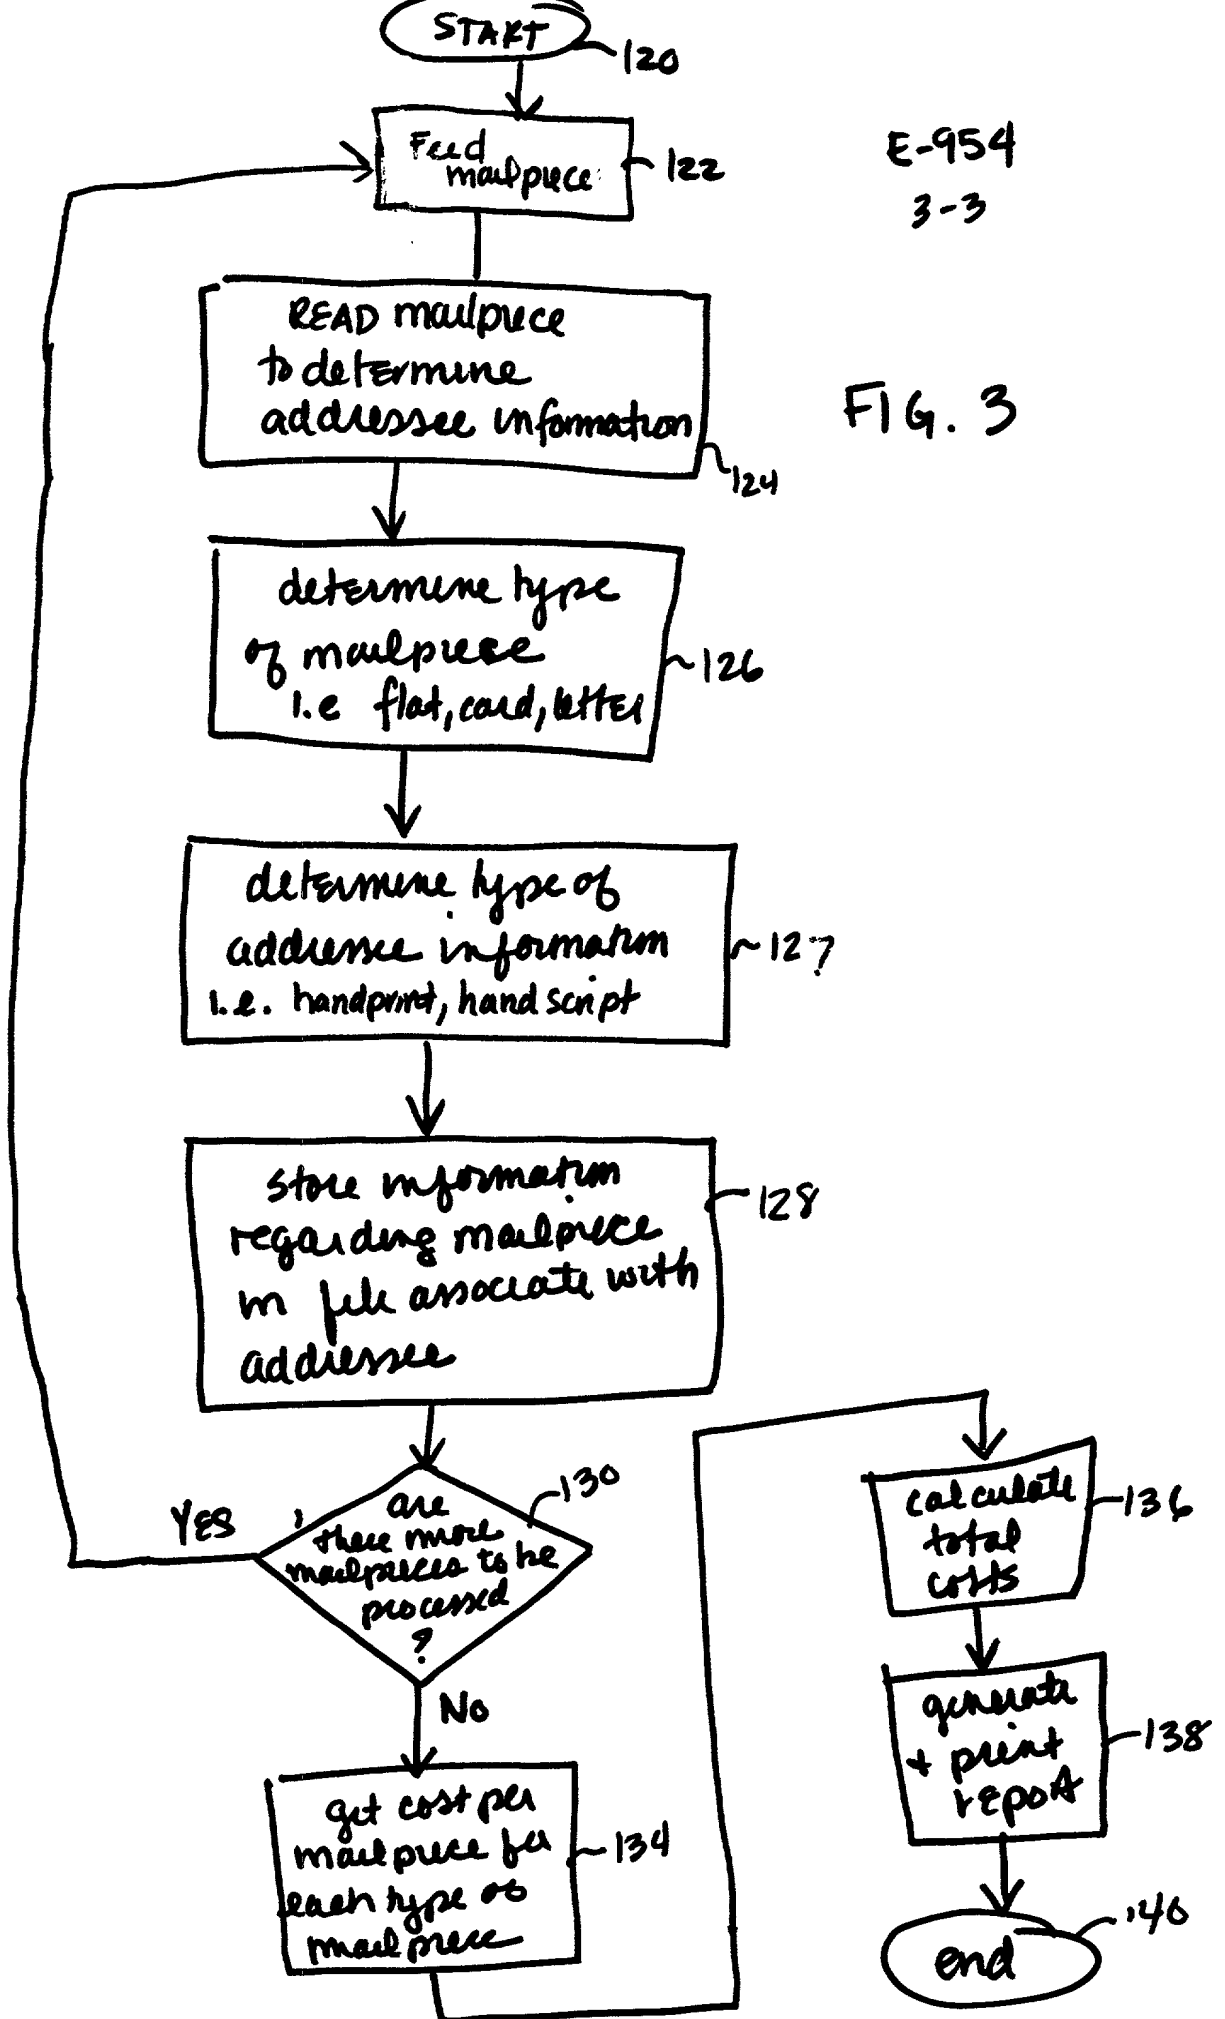 START
120
Feed
mailpiece
122
E-954
3-3
READ mailpiece
to determine
addressee information
124
FIG. 3
determine type
of mailpiece
i.e flat, card, letter
126
determine type of
addressee information
i.e. handprint, hand script
127
store information
regarding mailpiece
in file associate with
addressee
128
YES
are
there more
mailpieces to be
processed
?
130
No
get cost per
mailpiece for
each type of
mailpiece
134
calculate
total
costs
136
generate
+ print
report
138
end
140